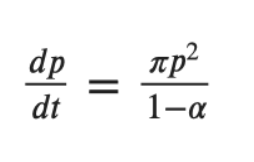 dp/dt = πp²/1−α